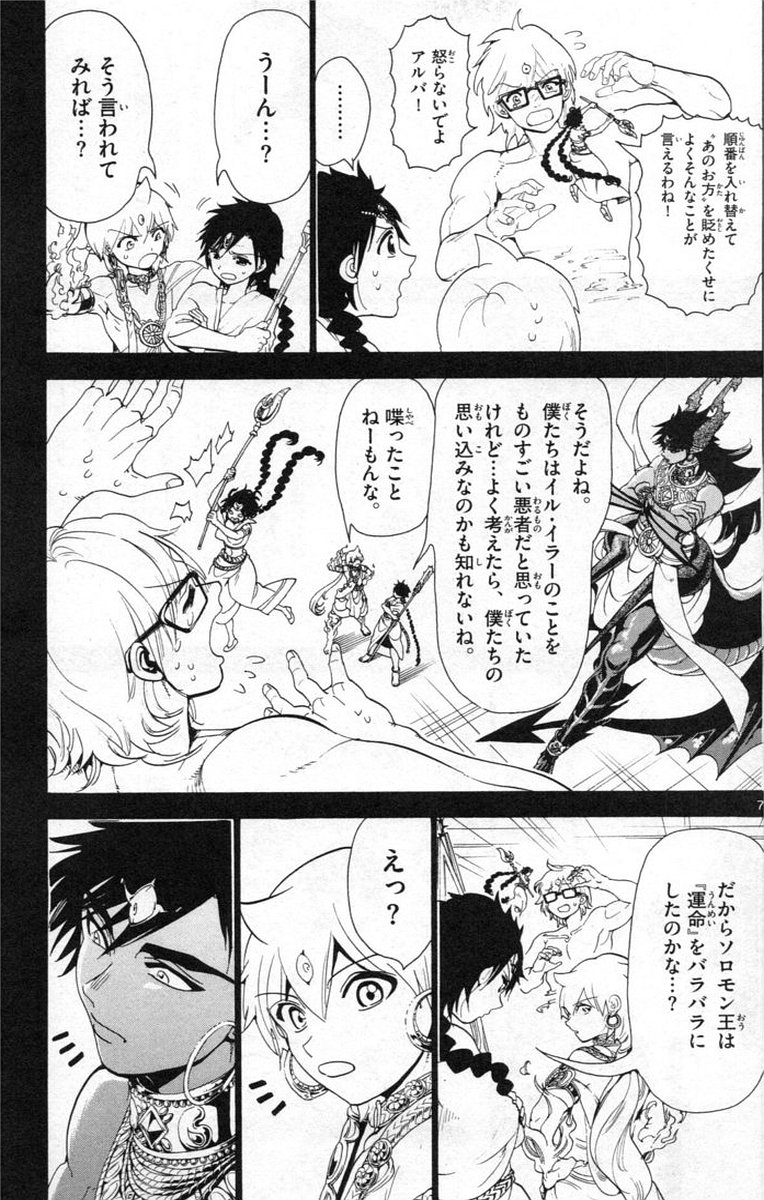 順番を入れ替えて
"あのお方"を貶めたくせに
よくそんなことが
言えるわね!
怒らないでよ
アルバ!
………
うーん…?
そう言われて
みれば…?
そうだよね。
僕たちはイル・イラーのことを
ものすごい悪者だと思っていた
けれど…よく考えたら、僕たちの
思い込みなのかも知れないね。
喋ったこと
ねーもんな。
7
だからソロモン王は
『運命』をバラバラに
したのかな…?
えっ?